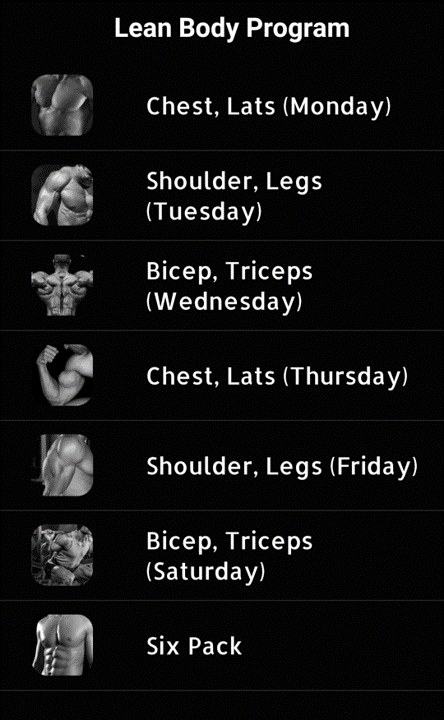 Lean Body Program
Chest, Lats (Monday)
Shoulder, Legs
(Tuesday)
Bicep, Triceps
(Wednesday)
Chest, Lats (Thursday)
Shoulder, Legs (Friday)
Bicep, Triceps
(Saturday)
Six Pack